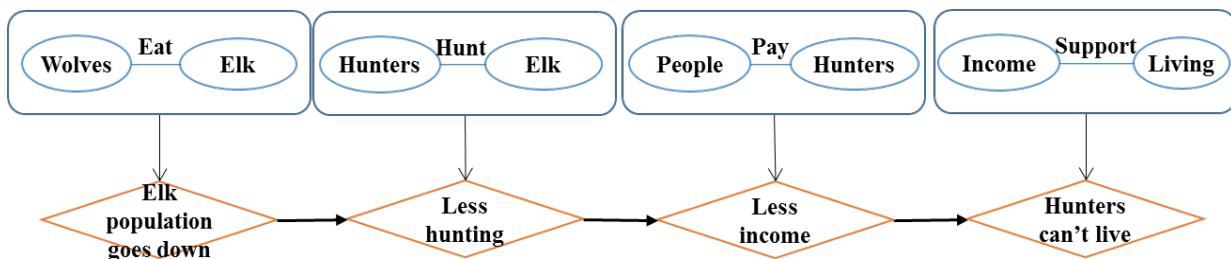 Wolves Eat Elk
Hunters Hunt Elk
People Pay Hunters
Income Support Living
Elk
population
goes down
Less
hunting
Less
income
Hunters
can't live